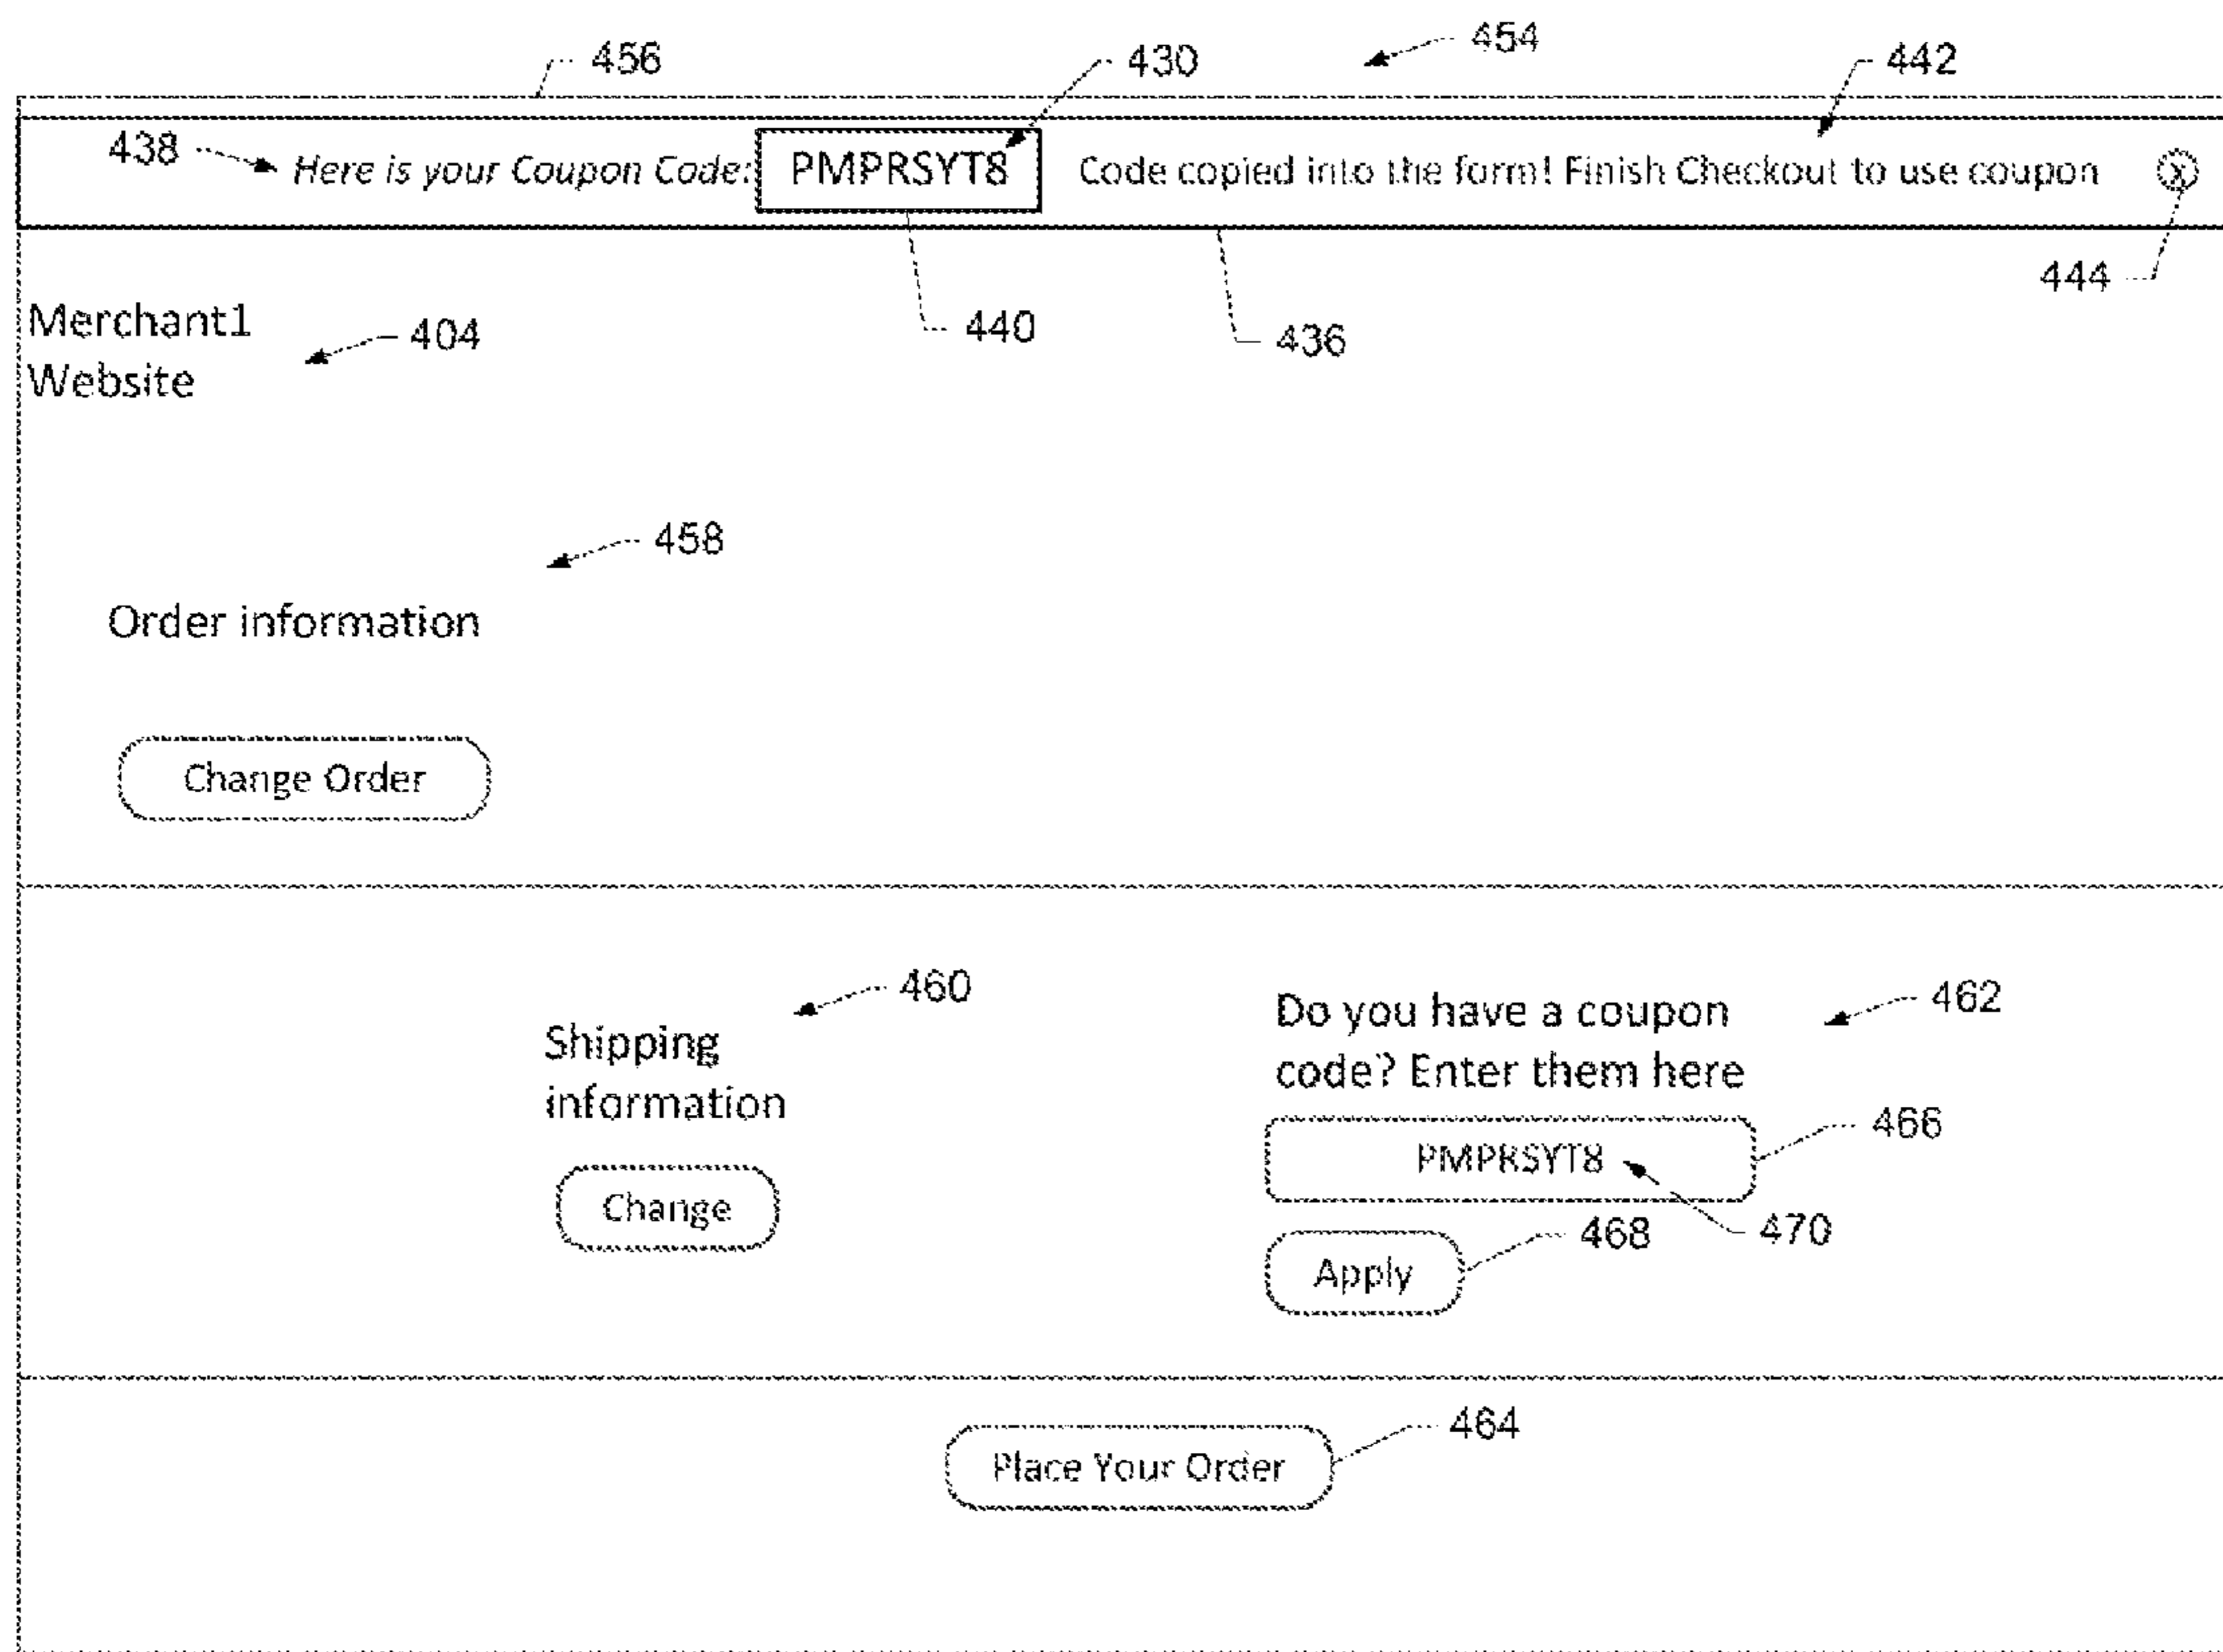 456 430 454 442
438 Here is your Coupon Code: PMPRSYT8 Code copied into the form! Finish Checkout to use coupon x
444
440 436
Merchant1
Website
404
458
Order information
Change Order
460
Shipping
information
Change
462
Do you have a coupon
code? Enter them here
466
PMPRSYT8
470
468
Apply
464
Place Your Order